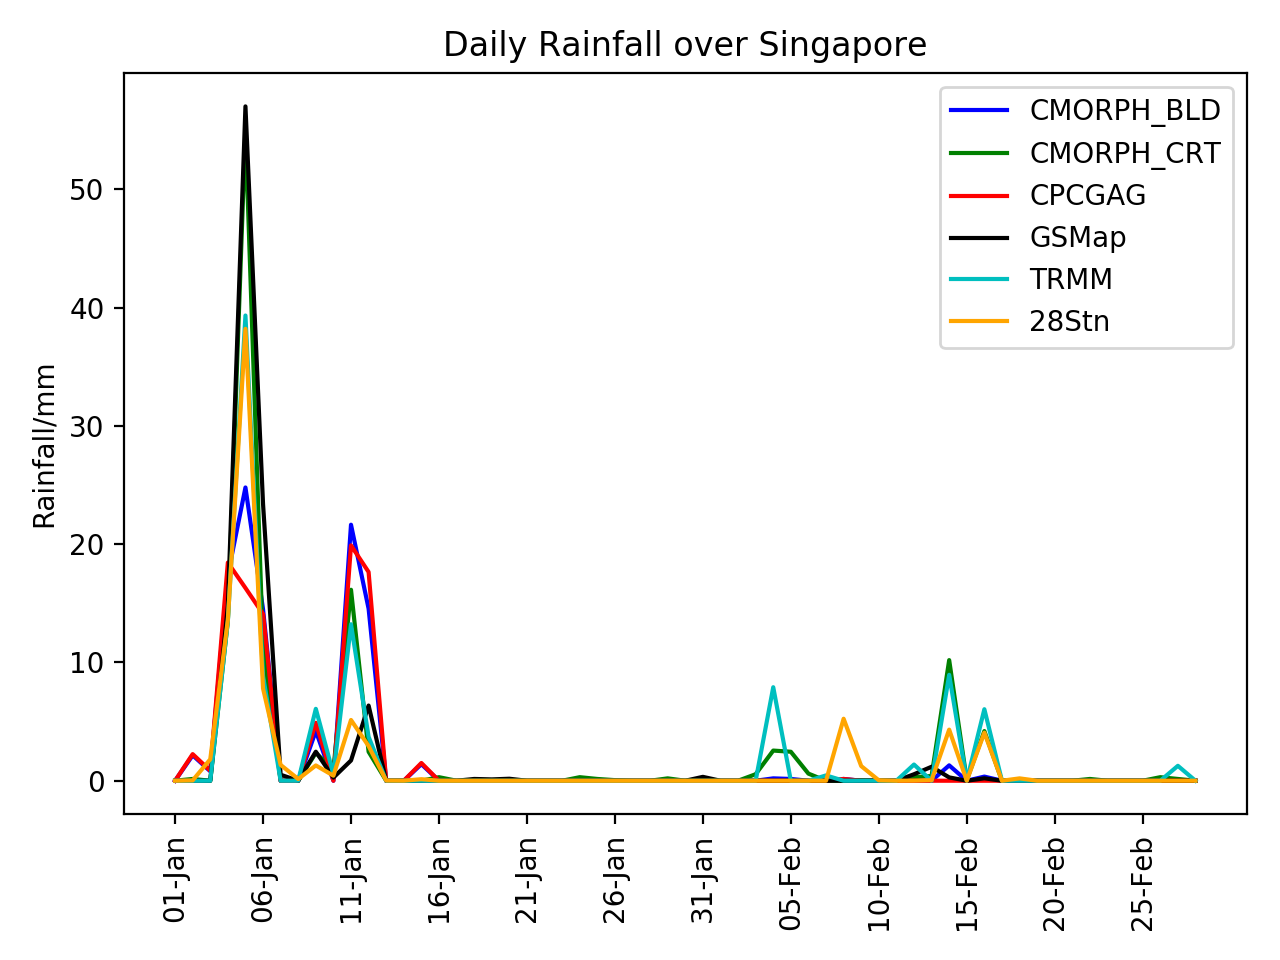 Daily Rainfall over Singapore
CMORPH_BLD
CMORPH_CRT
CPCGAG
GSMap
TRMM
28Stn
Rainfall/mm
50
40
30
20
10
0
01-Jan
06-Jan
11-Jan
16-Jan
21-Jan
26-Jan
31-Jan
05-Feb
10-Feb
15-Feb
20-Feb
25-Feb